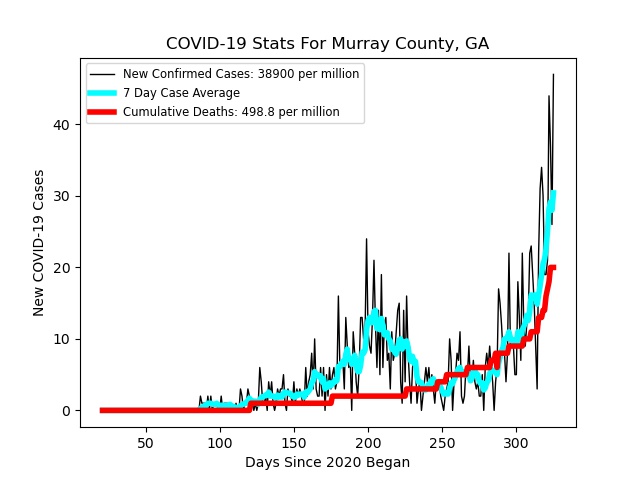 COVID-19 Stats For Murray County, GA
New Confirmed Cases: 38900 per million
7 Day Case Average
Cumulative Deaths: 498.8 per million
New COVID-19 Cases
40
30
20
10
0
50 100 150 200 250 300
Days Since 2020 Began